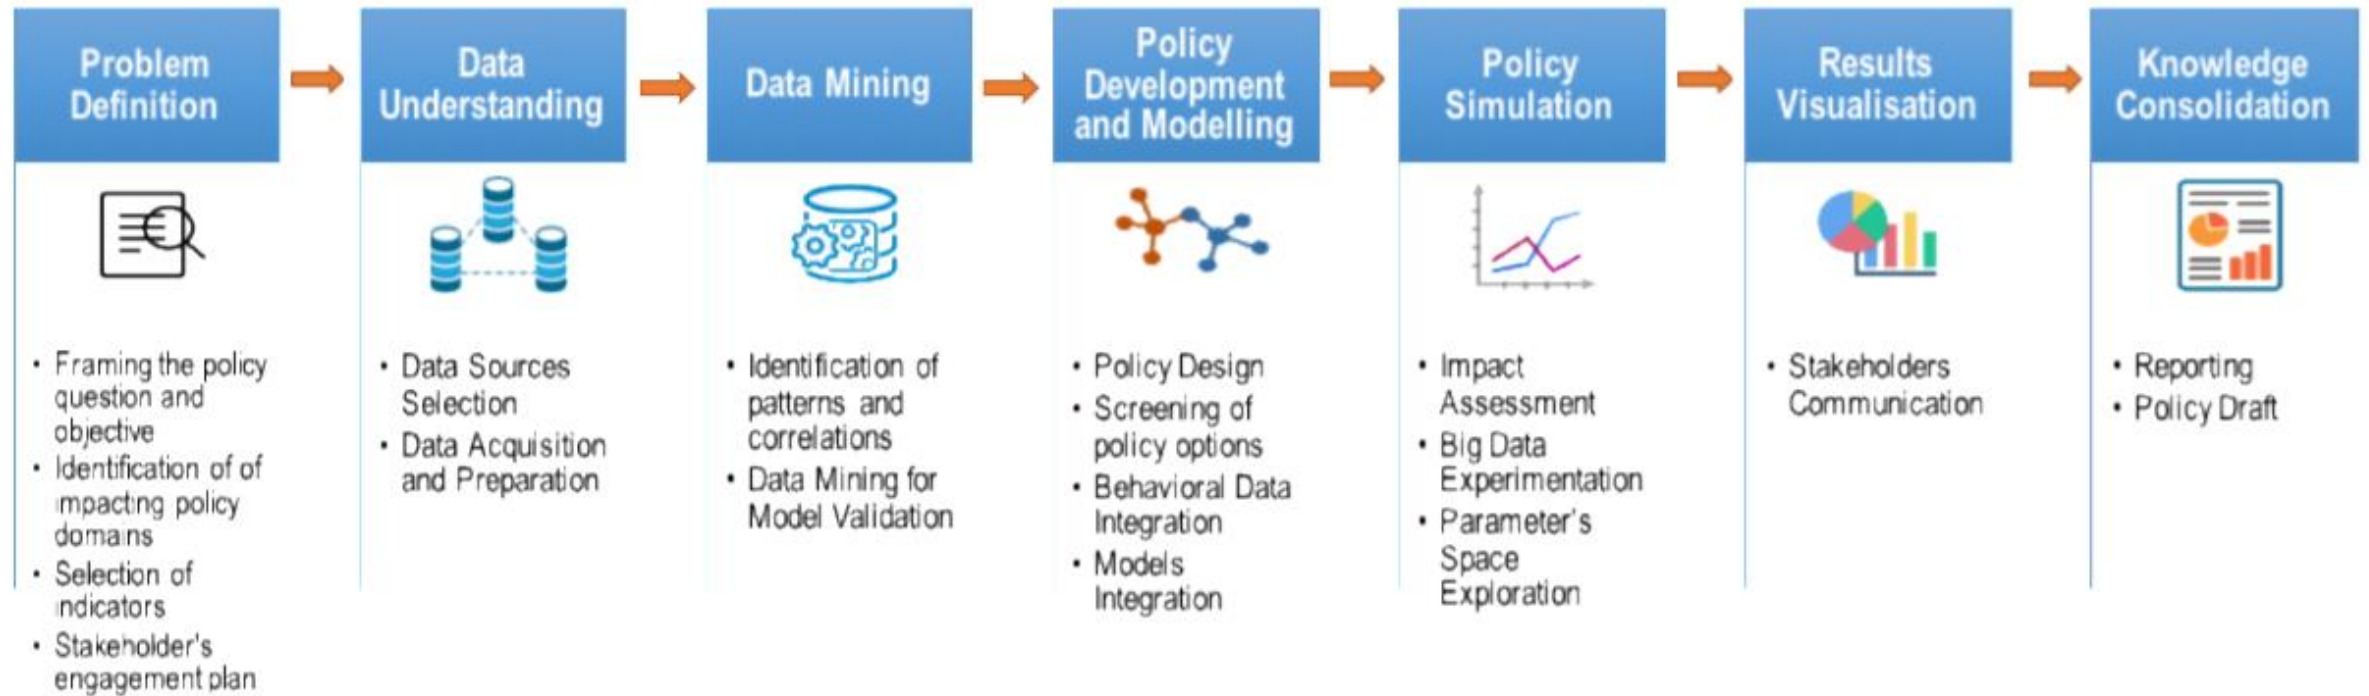 Problem
Definition
Data
Understanding
Data Mining
Policy
Development
and Modelling
Policy
Simulation
Results
Visualisation
Knowledge
Consolidation
• Framing the policy
question and
objective
• Identification of of
impacting policy
domains
• Selection of
indicators
• Stakeholder's
engagement plan
• Data Sources
Selection
• Data Acquisition
and Preparation
• Identification of
patterns and
correlations
• Data Mining for
Model Validation
• Policy Design
• Screening of
policy options
• Behavioral Data
Integration
• Models
Integration
• Impact
Assessment
• Big Data
Experimentation
• Parameter's
Space
Exploration
• Stakeholders
Communication
• Reporting
• Policy Draft